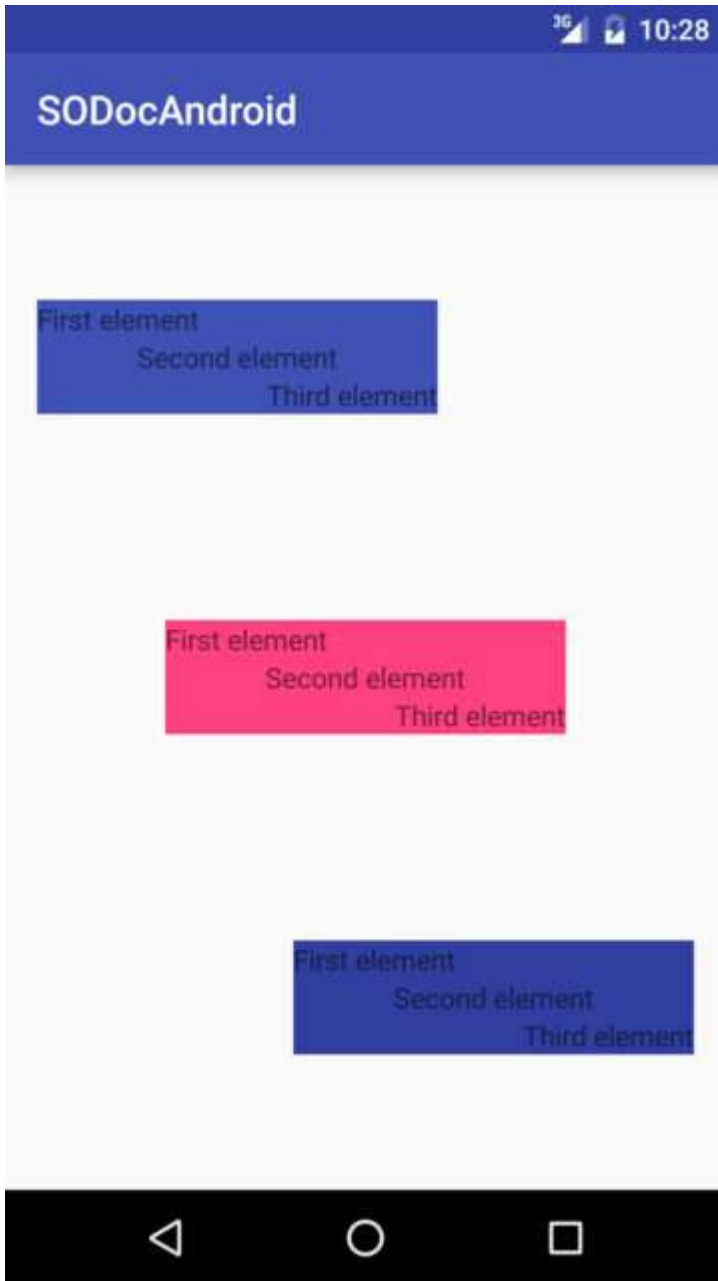 3G 10:28
SODocAndroid
First element
Second element
Third element
First element
Second element
Third element
First element
Second element
Third element